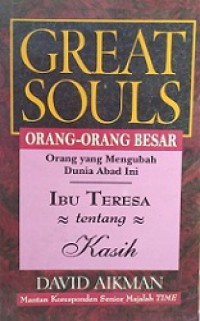 GREAT
SOULS
ORANG-ORANG BESAR
Orang yang Mengubah
Dunia Abad Ini
IBU TERESA
≈ tentang ≈
Kasih
DAVID AIKMAN
Mantan Koresponden Senior Majalah TIME